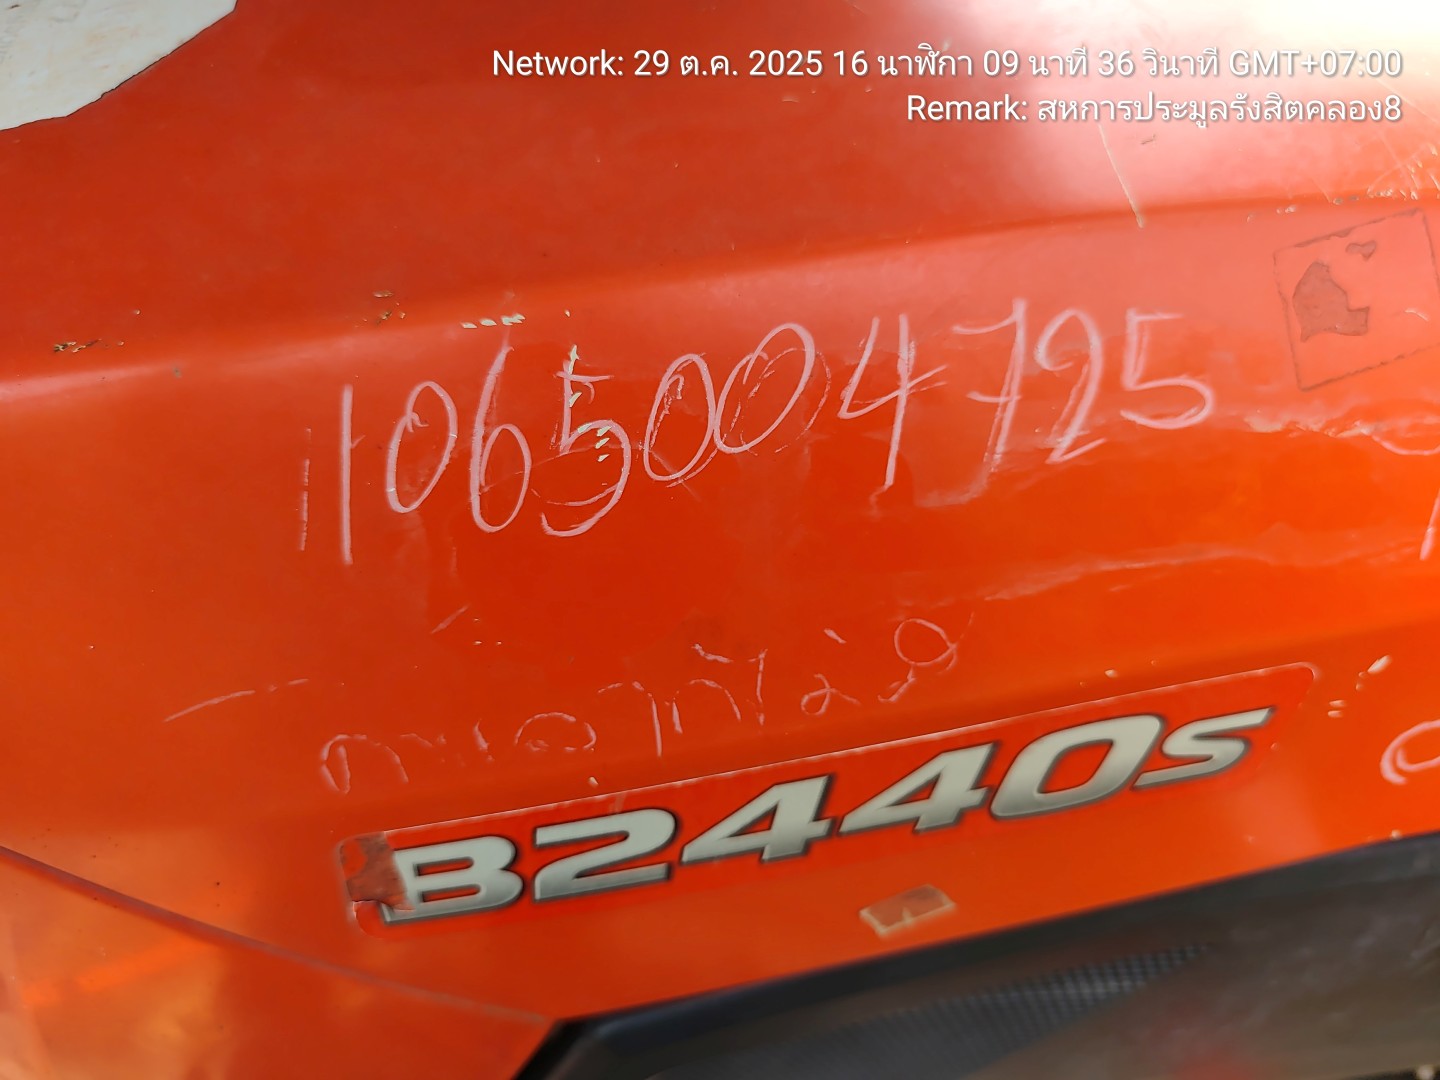 Network: 29 ต.ค. 2025 16 นาฬิกา 09 นาที 36 วินาที GMT+07:00
Remark: สหการประมูลรังสิตคลอง8
1065004725
B2440S